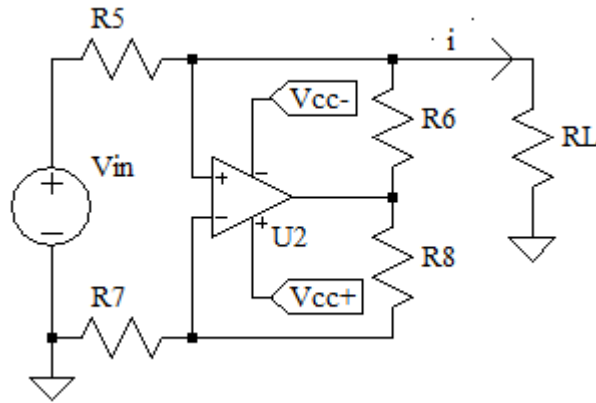 R5
i
Vcc-
R6
RL
Vin
+
−
+
−
−
+
U2
R8
R7
Vcc+